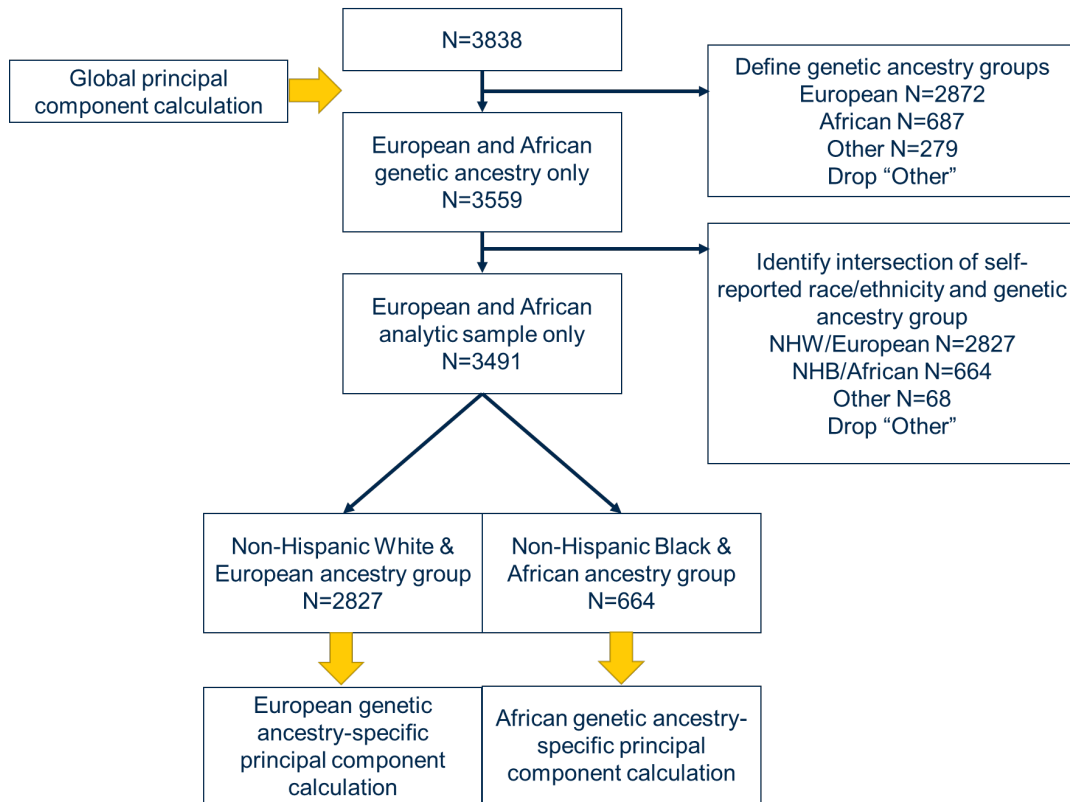 N=3838
Global principal
component calculation
Define genetic ancestry groups
European N=2872
African N=687
Other N=279
Drop “Other”
European and African
genetic ancestry only
N=3559
Identify intersection of self-
reported race/ethnicity and genetic
ancestry group
NHW/European N=2827
NHB/African N=664
Other N=68
Drop “Other”
European and African
analytic sample only
N=3491
Non-Hispanic White &
European ancestry group
N=2827
Non-Hispanic Black &
African ancestry group
N=664
European genetic
ancestry-specific
principal component
calculation
African genetic ancestry-
specific principal
component calculation